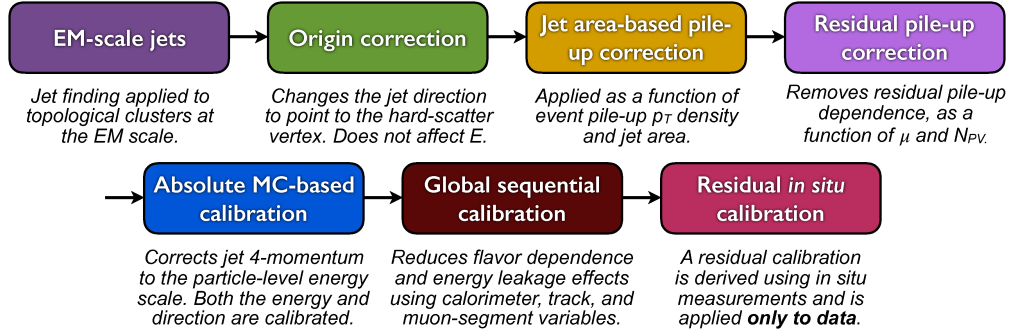 EM-scale jets
Jet finding applied to
topological clusters at
the EM scale.
Origin correction
Changes the jet direction
to point to the hard-scatter
vertex. Does not affect E.
Jet area-based pile-
up correction
Applied as a function of
event pile-up pT density
and jet area.
Residual pile-up
correction
Removes residual pile-up
dependence, as a
function of µ and NPV.
Absolute MC-based
calibration
Corrects jet 4-momentum
to the particle-level energy
scale. Both the energy and
direction are calibrated.
Global sequential
calibration
Reduces flavor dependence
and energy leakage effects
using calorimeter, track, and
muon-segment variables.
Residual in situ
calibration
A residual calibration
is derived using in situ
measurements and is
applied only to data.